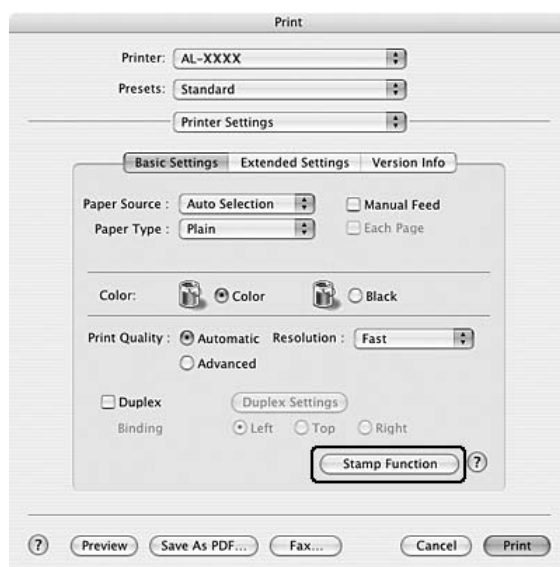 Print
Printer: AL-XXXX
Presets: Standard
Printer Settings
Basic Settings Extended Settings Version Info
Paper Source : Auto Selection Manual Feed
Paper Type : Plain Each Page
Color: Color Black
Print Quality : Automatic Resolution : Fast
Advanced
Duplex Duplex Settings
Binding Left Top Right
Stamp Function ?
? Preview Save As PDF... Fax... Cancel Print